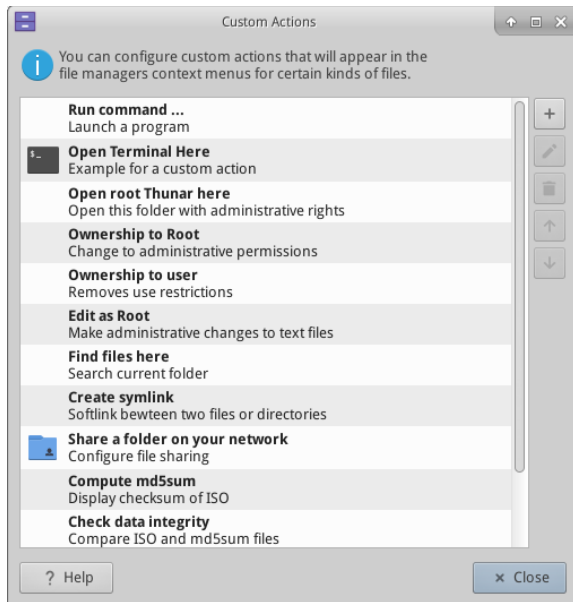 Custom Actions
You can configure custom actions that will appear in the
file managers context menus for certain kinds of files.
Run command ...
Launch a program
$_
Open Terminal Here
Example for a custom action
Open root Thunar here
Open this folder with administrative rights
Ownership to Root
Change to administrative permissions
Ownership to user
Removes use restrictions
Edit as Root
Make administrative changes to text files
Find files here
Search current folder
Create symlink
Softlink bewteen two files or directories
Share a folder on your network
Configure file sharing
Compute md5sum
Display checksum of ISO
Check data integrity
Compare ISO and md5sum files
? Help
× Close